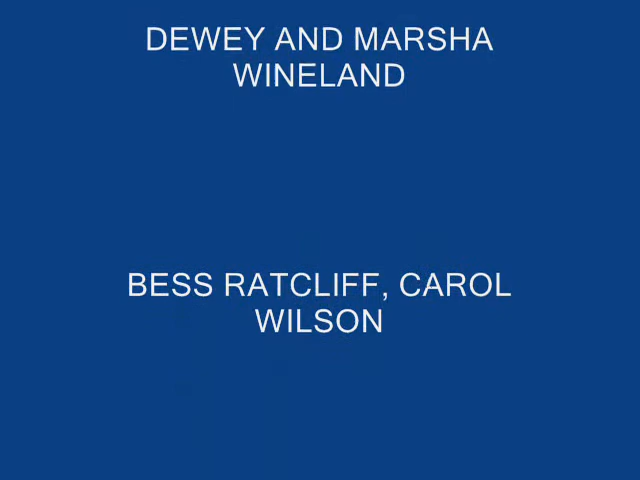 DEWEY AND MARSHA
WINELAND
BESS RATCLIFF, CAROL
WILSON